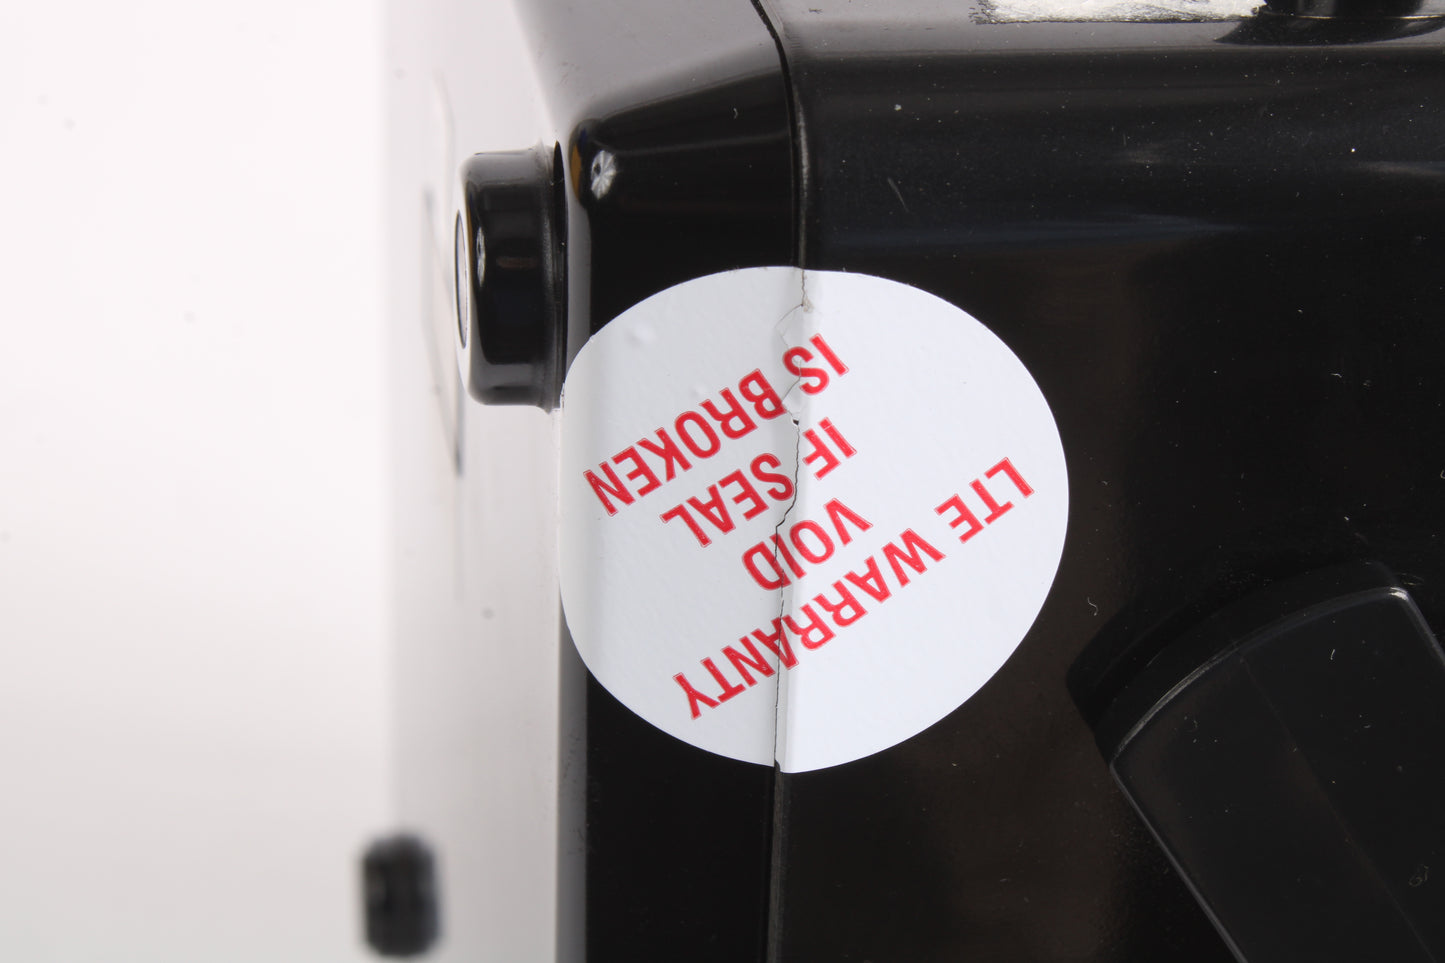 LTE WARRANTY
VOID
IF SEAL
IS BROKEN